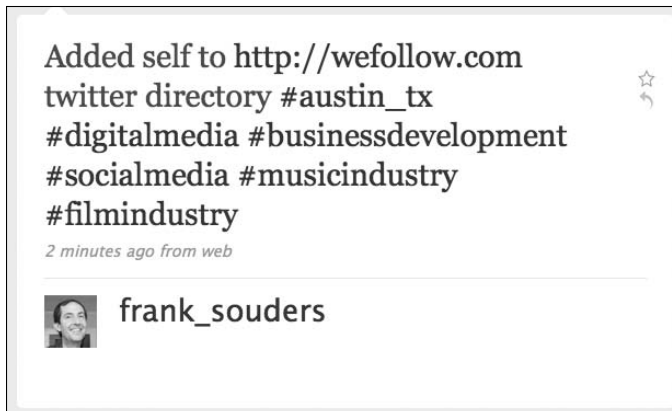 Added self to http://wefollow.com
twitter directory #austin_tx
#digitalmedia #businessdevelopment
#socialmedia #musicindustry
#filmindustry
2 minutes ago from web
frank_souders